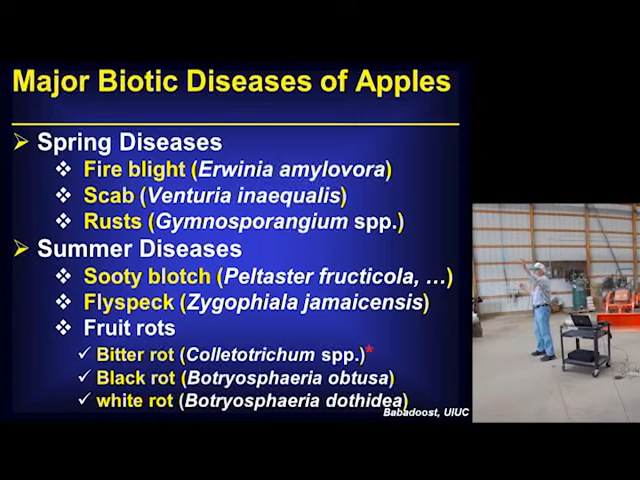 Major Biotic Diseases of Apples
Spring Diseases
Fire blight (Erwinia amylovora)
Scab (Venturia inaequalis)
Rusts (Gymnosporangium spp.)
Summer Diseases
Sooty blotch (Peltaster fructicola, …)
Flyspeck (Zygophiala jamaicensis)
Fruit rots
Bitter rot (Colletotrichum spp.)*
Black rot (Botryosphaeria obtusa)
white rot (Botryosphaeria dothidea)
Babadoost, UIUC